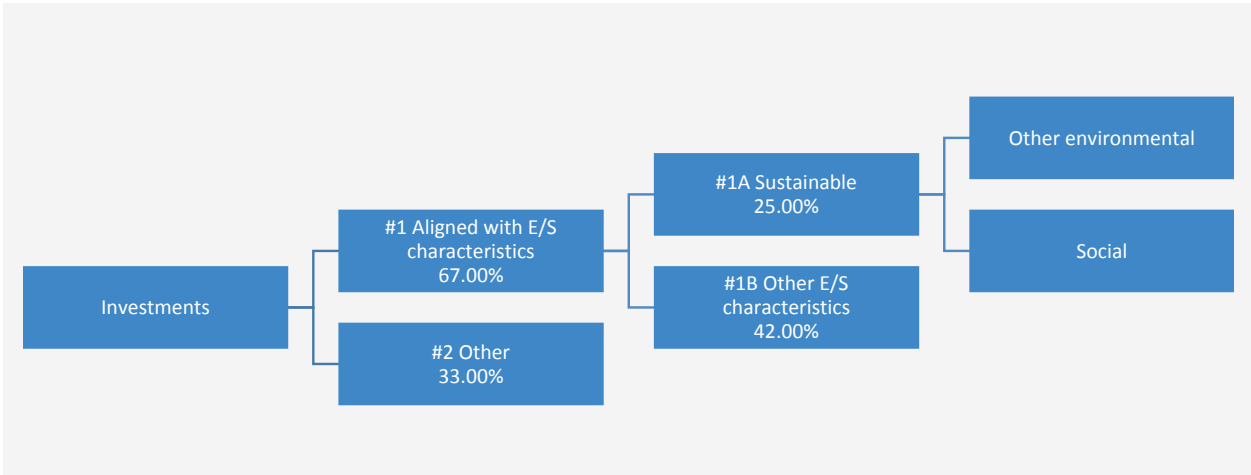 Investments
#1 Aligned with E/S
characteristics
67.00%
#2 Other
33.00%
#1A Sustainable
25.00%
#1B Other E/S
characteristics
42.00%
Other environmental
Social